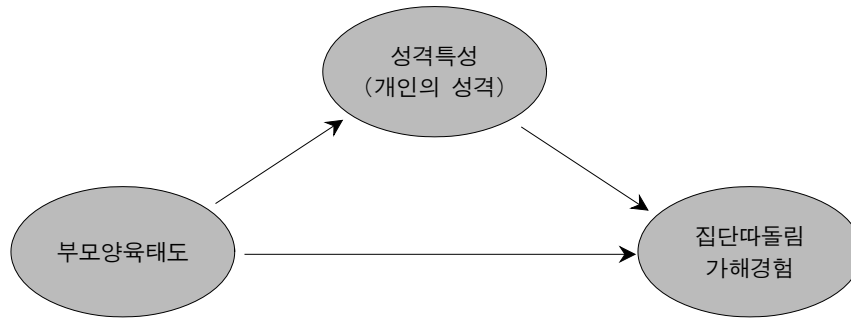 성격특성
(개인의 성격)
부모양육태도
집단따돌림
가해경험